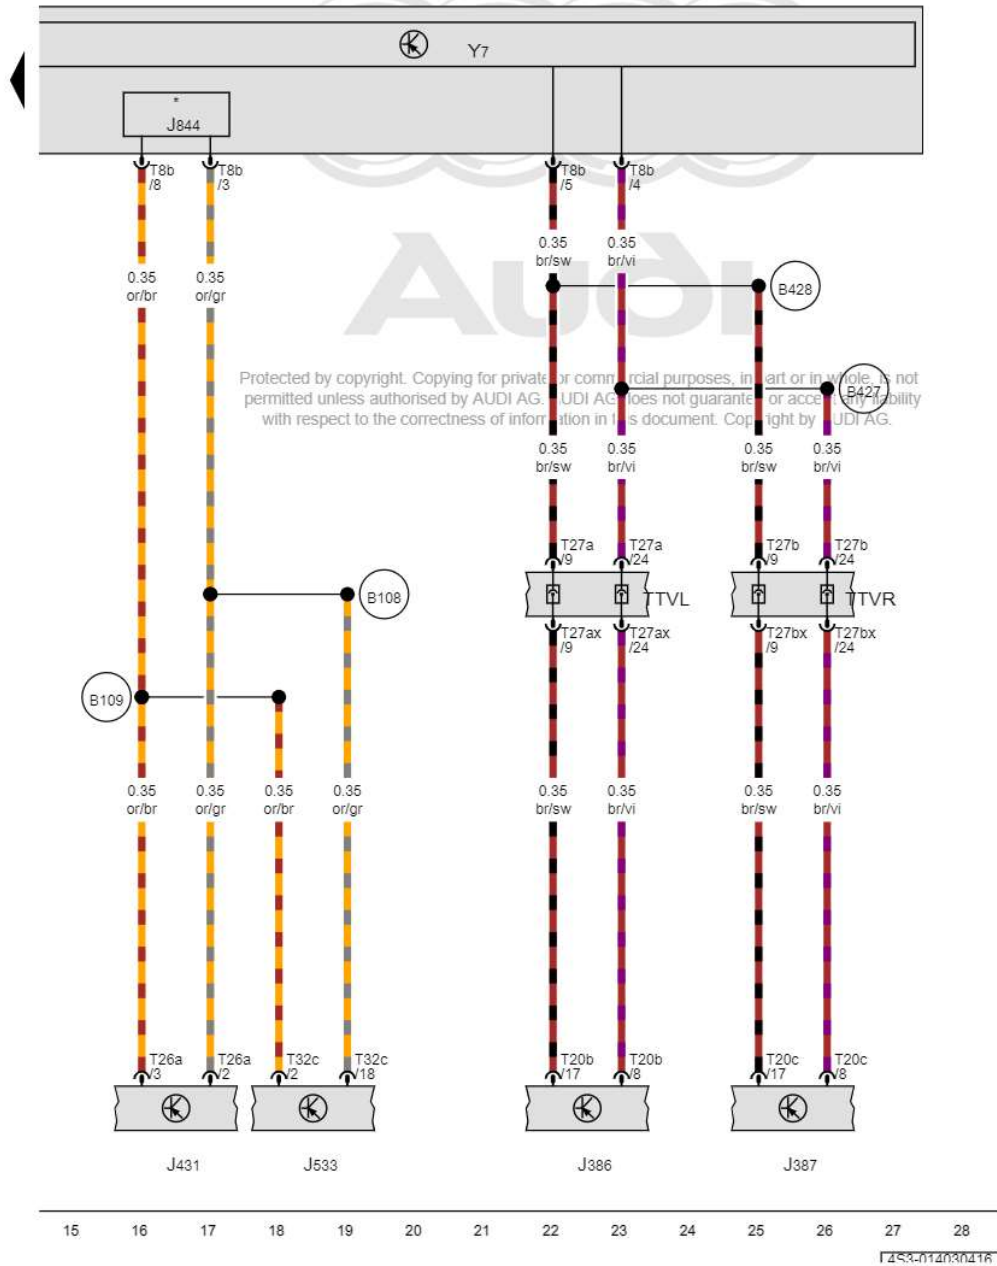 Y7
*
J844
T8b
/8
T8b
/3
T8b
/5
T8b
/4
0.35
br/sw
0.35
br/vi
0.35
or/br
0.35
or/gr
B428
Audi
Protected by copyright. Copying for private or commercial purposes, in part or in whole, is not
permitted unless authorised by AUDI AG. AUDI AG does not guarantee or accept any liability
with respect to the correctness of information in this document. Copyright by AUDI AG.
B427
0.35
br/sw
0.35
br/vi
0.35
br/sw
0.35
br/vi
T27a
/9
T27a
/24
T27b
/9
T27b
/24
B108
TTVL
TTVR
T27ax
/9
T27ax
/24
T27bx
/9
T27bx
/24
B109
0.35
or/br
0.35
or/gr
0.35
or/br
0.35
or/gr
0.35
br/sw
0.35
br/vi
0.35
br/sw
0.35
br/vi
T26a
/3
T26a
/2
T32c
/2
T32c
/18
T20b
/17
T20b
/8
T20c
/17
T20c
/8
J431
J533
J386
J387
15 16 17 18 19 20 21 22 23 24 25 26 27 28
4S3-014030416